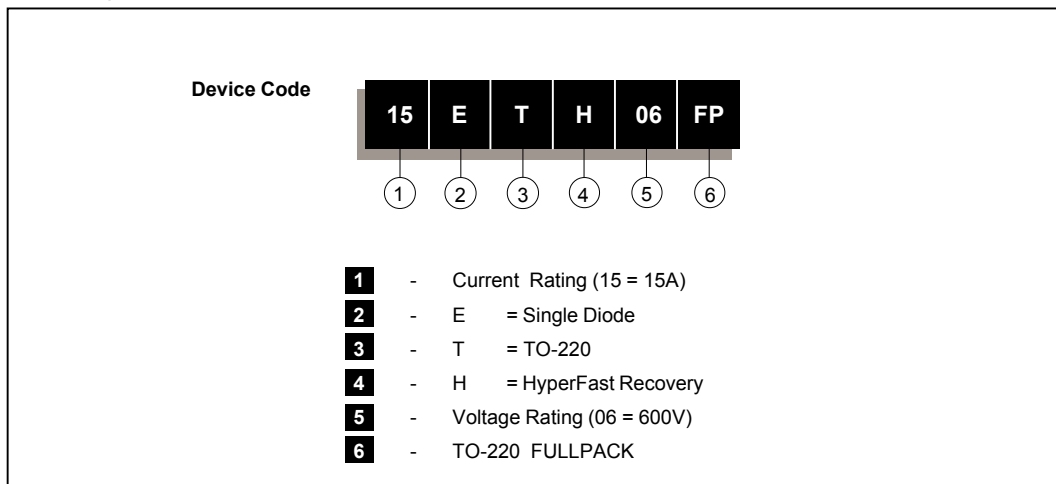 Device Code
15 E T H 06 FP
1 2 3 4 5 6
1 - Current Rating (15 = 15A)
2 - E = Single Diode
3 - T = TO-220
4 - H = HyperFast Recovery
5 - Voltage Rating (06 = 600V)
6 - TO-220 FULLPACK